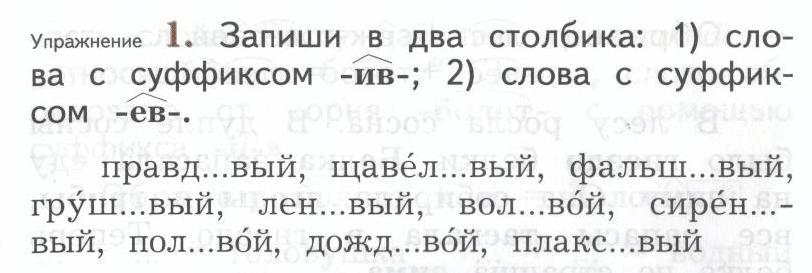 Упражнение 1. Запиши в два столбика: 1) сло-
ва с суффиксом -ив-; 2) слова с суффик-
сом -ев-.
правд...вый, щаве́л...вый, фальш...вый,
гру́ш...вый, лен...вый, вол...во́й, сире́н...-
вый, пол...во́й, дожд...во́й, плакс...вый